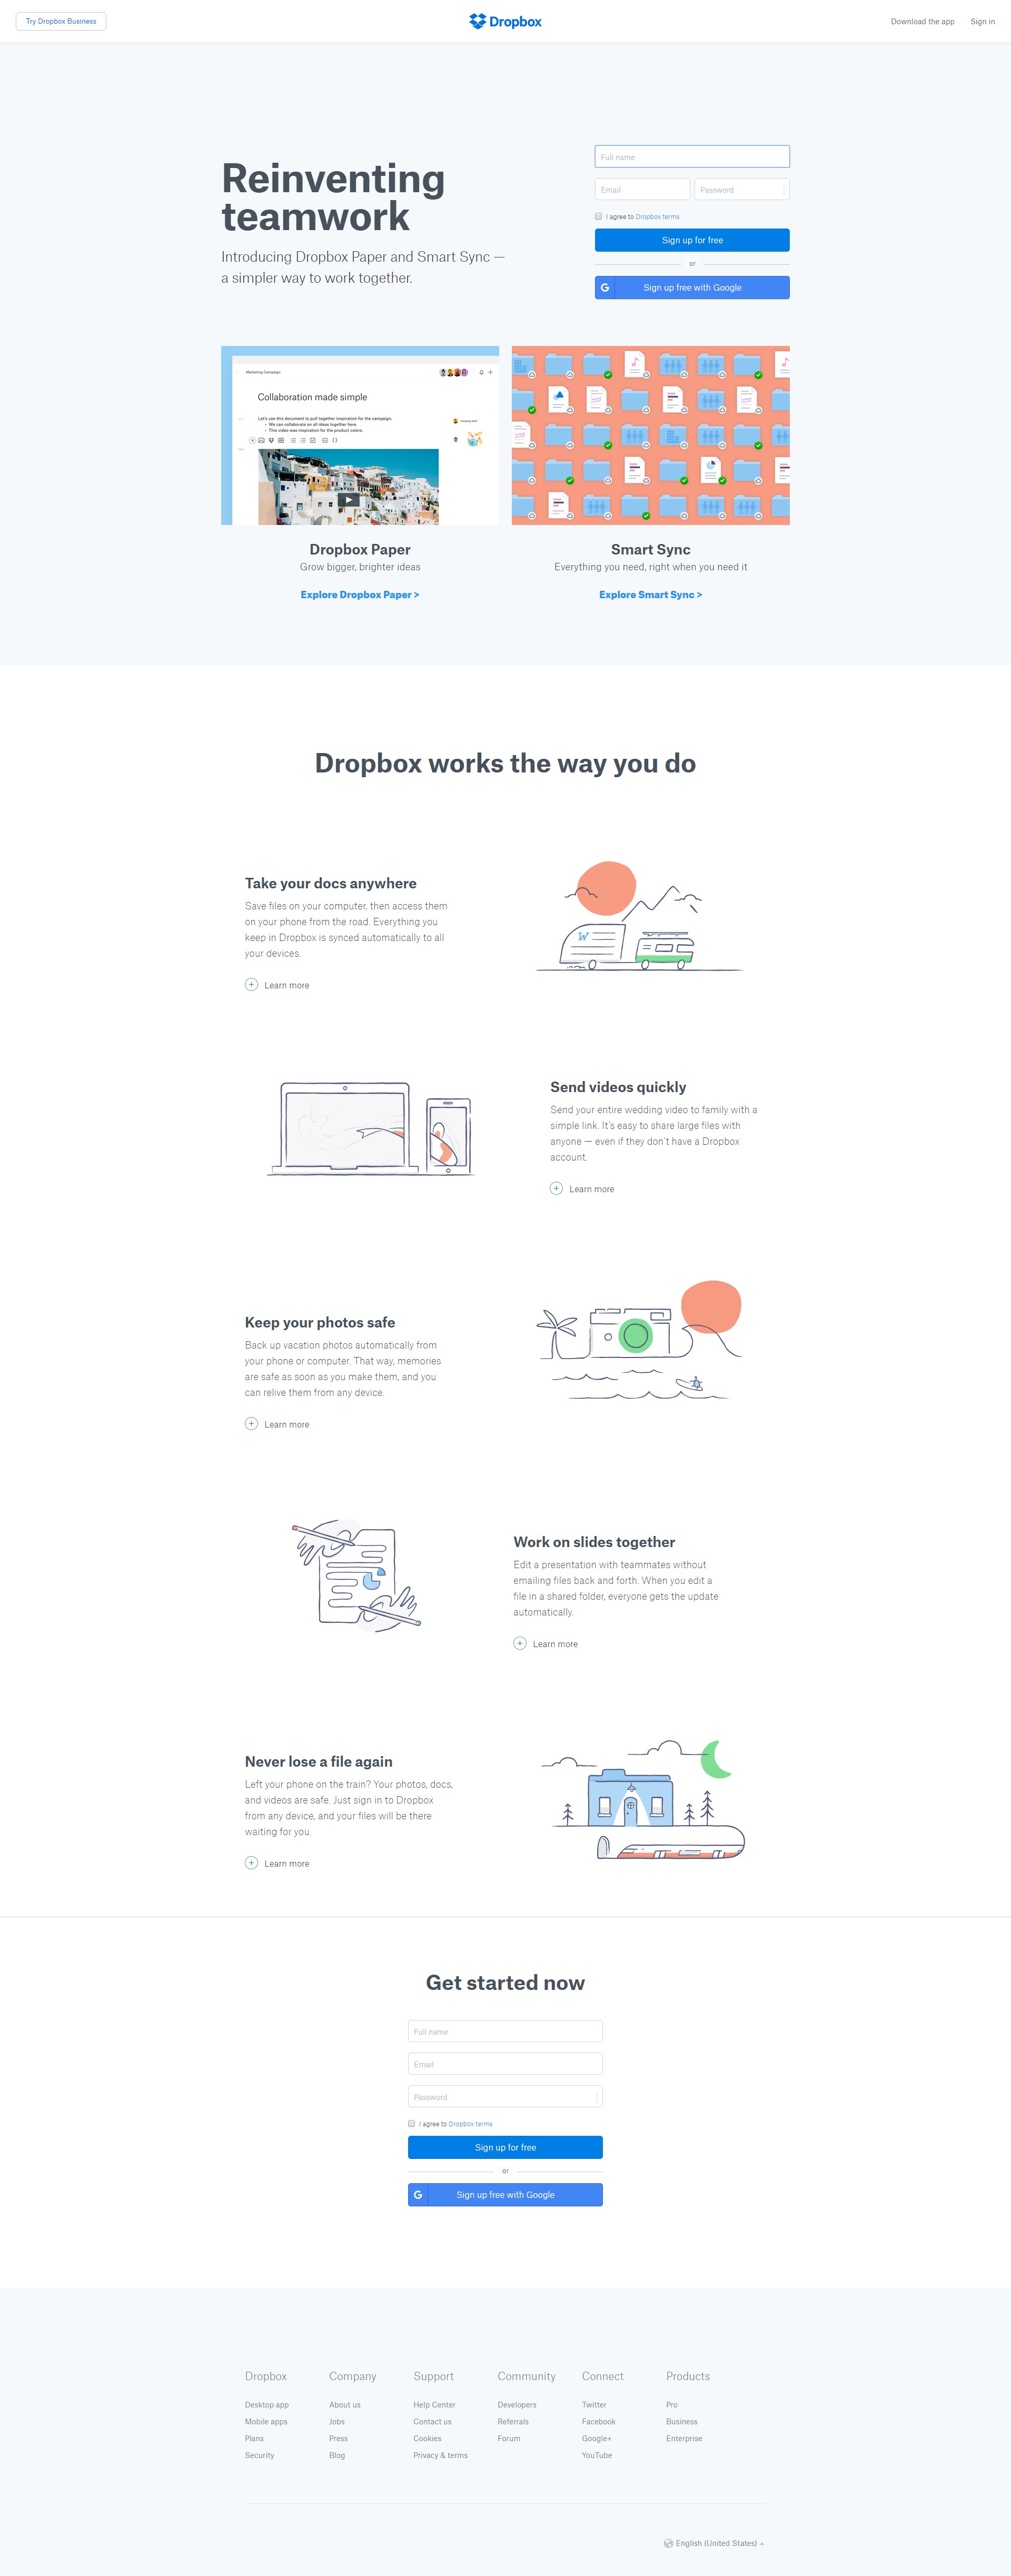 Try Dropbox Business
Dropbox
Download the app
Sign in
Reinventing
teamwork
Introducing Dropbox Paper and Smart Sync —
a simpler way to work together.
Full name
Email
Password
I agree to Dropbox terms
Sign up for free
or
G
Sign up free with Google
Marketing Campaign
Collaboration made simple
Let's use this document to pull together inspiration for the campaign.
• We can collaborate on all ideas together here.
• This video was inspiration for the product colors.
Dropbox Paper
Grow bigger, brighter ideas
Explore Dropbox Paper >
Smart Sync
Everything you need, right when you need it
Explore Smart Sync >
Dropbox works the way you do
Take your docs anywhere
Save files on your computer, then access them
on your phone from the road. Everything you
keep in Dropbox is synced automatically to all
your devices.
Learn more
W
Send videos quickly
Send your entire wedding video to family with a
simple link. It's easy to share large files with
anyone — even if they don't have a Dropbox
account.
Learn more
Keep your photos safe
Back up vacation photos automatically from
your phone or computer. That way, memories
are safe as soon as you make them, and you
can relive them from any device.
Learn more
Work on slides together
Edit a presentation with teammates without
emailing files back and forth. When you edit a
file in a shared folder, everyone gets the update
automatically.
Learn more
Never lose a file again
Left your phone on the train? Your photos, docs,
and videos are safe. Just sign in to Dropbox
from any device, and your files will be there
waiting for you.
Learn more
Get started now
Full name
Email
Password
I agree to Dropbox terms
Sign up for free
or
G
Sign up free with Google
Dropbox
Desktop app
Mobile apps
Plans
Security
Company
About us
Jobs
Press
Blog
Support
Help Center
Contact us
Cookies
Privacy & terms
Community
Developers
Referrals
Forum
Connect
Twitter
Facebook
Google+
YouTube
Products
Pro
Business
Enterprise
English (United States)